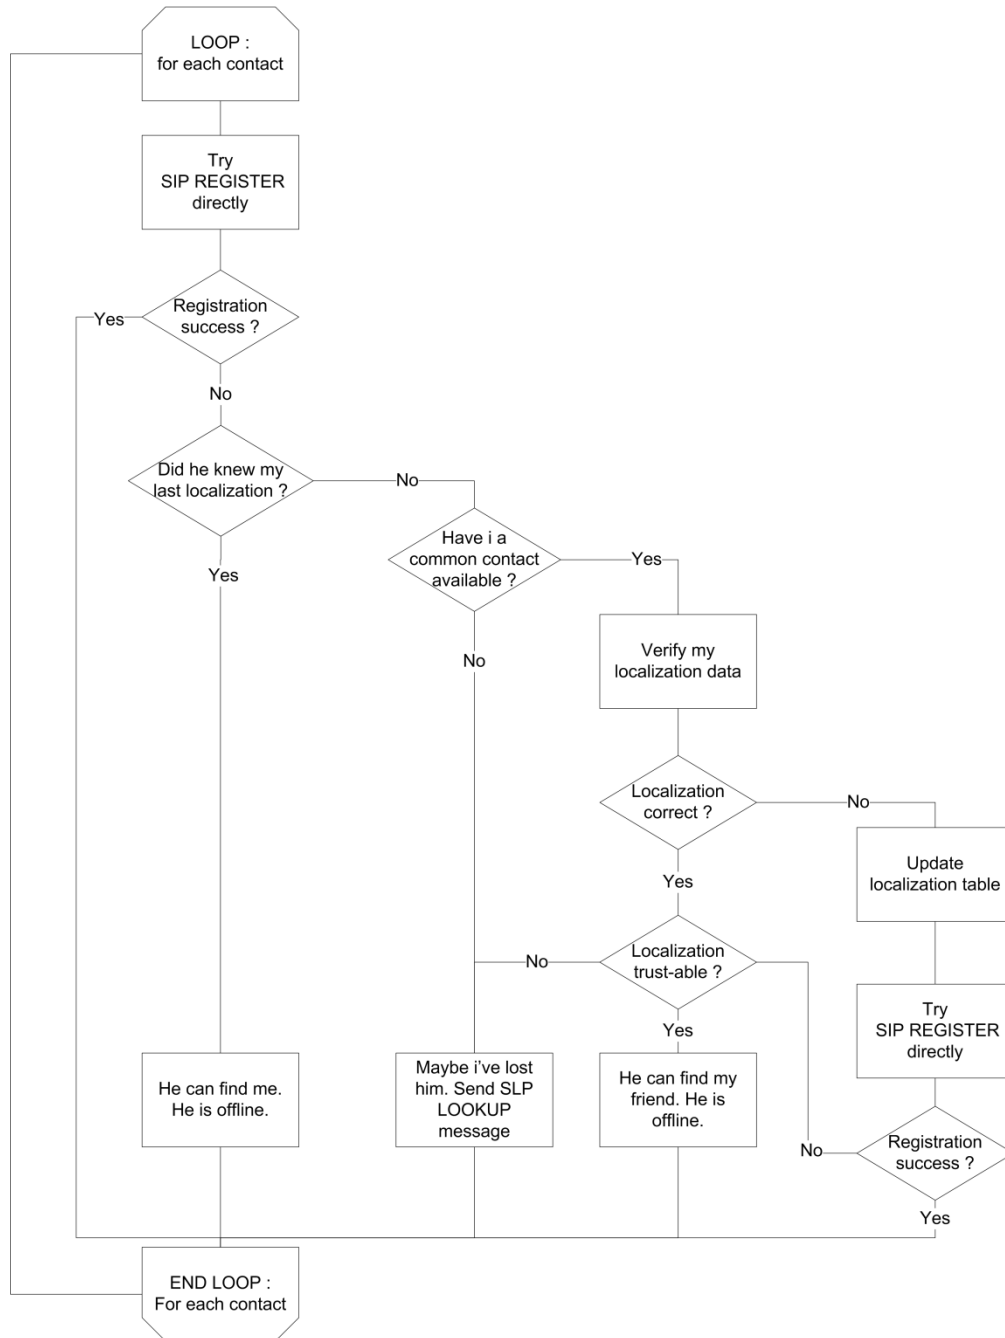 LOOP :
for each contact
Try
SIP REGISTER
directly
Registration
success ?
Yes
No
Did he knew my
last localization ?
No
Yes
Have i a
common contact
available ?
Yes
No
Verify my
localization data
Localization
correct ?
No
Yes
Update
localization table
Localization
trust-able ?
No
Yes
Try
SIP REGISTER
directly
He can find me.
He is offline.
Maybe i've lost
him. Send SLP
LOOKUP
message
He can find my
friend. He is
offline.
No
Registration
success ?
Yes
END LOOP :
For each contact